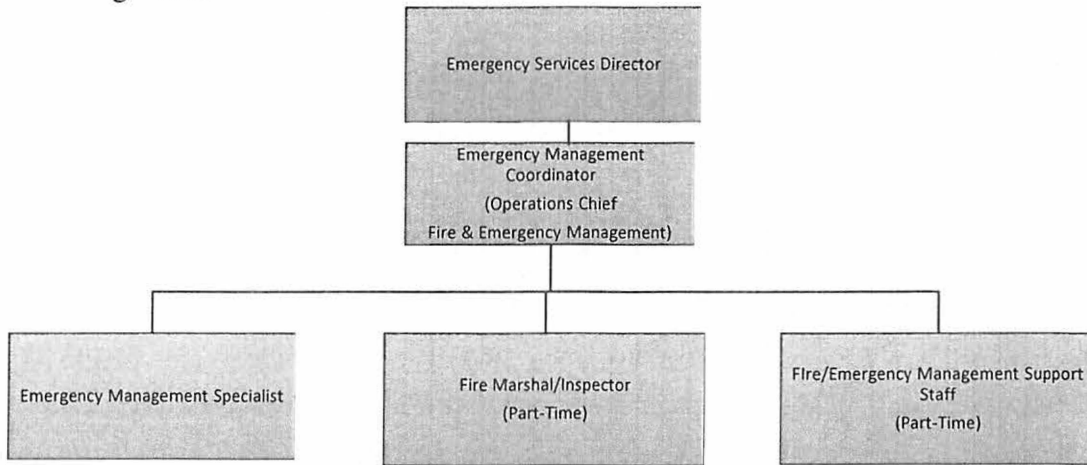 Emergency Services Director
Emergency Management
Coordinator
(Operations Chief
Fire & Emergency Management)
Emergency Management Specialist
Fire Marshal/Inspector
(Part-Time)
FIre/Emergency Management Support
Staff
(Part-Time)